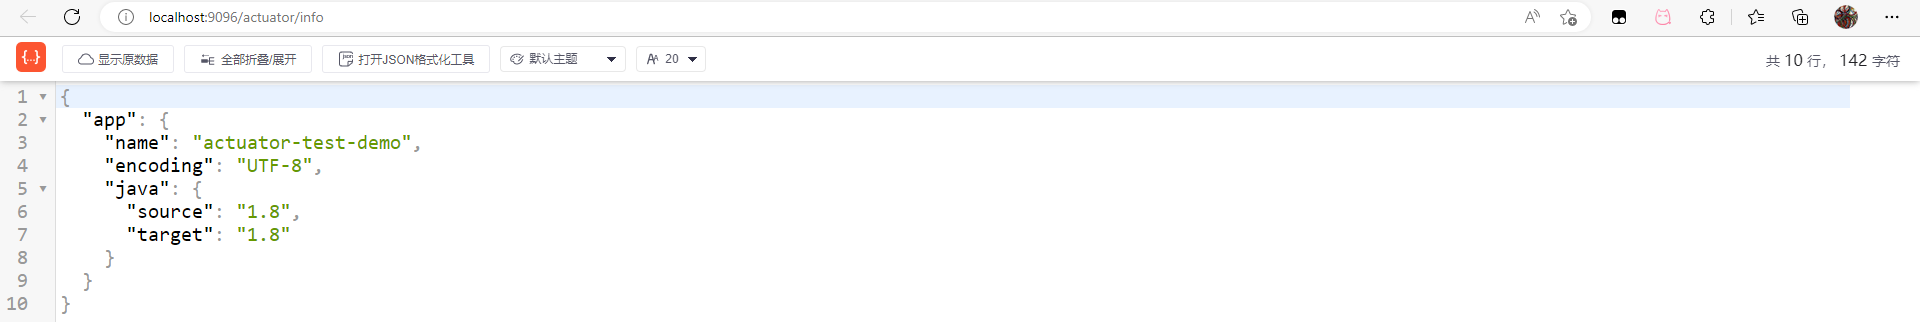 localhost:9096/actuator/info
{..} 显示原数据 全部折叠/展开 打开JSON格式化工具 默认主题 AA 20 共 10 行， 142 字符
1 {
2 "app": {
3 "name": "actuator-test-demo",
4 "encoding": "UTF-8",
5 "java": {
6 "source": "1.8",
7 "target": "1.8"
8 }
9 }
10 }